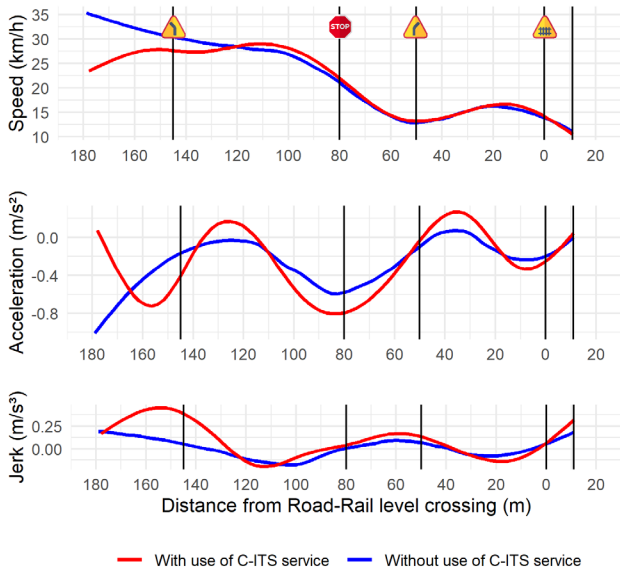 Speed (km/h)
35
30
25
20
15
10
STOP
180 160 140 120 100 80 60 40 20 0 20
Acceleration (m/s²)
0.0
-0.4
-0.8
180 160 140 120 100 80 60 40 20 0 20
Jerk (m/s³)
0.25
0.00
180 160 140 120 100 80 60 40 20 0 20
Distance from Road-Rail level crossing (m)
With use of C-ITS service Without use of C-ITS service